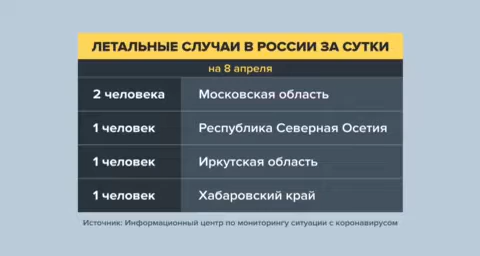 ЛЕТАЛЬНЫЕ СЛУЧАИ В РОССИИ ЗА СУТКИ
на 8 апреля
2 человека Московская область
1 человек Республика Северная Осетия
1 человек Иркутская область
1 человек Хабаровский край
Источник: Информационный центр по мониторингу ситуации с коронавирусом